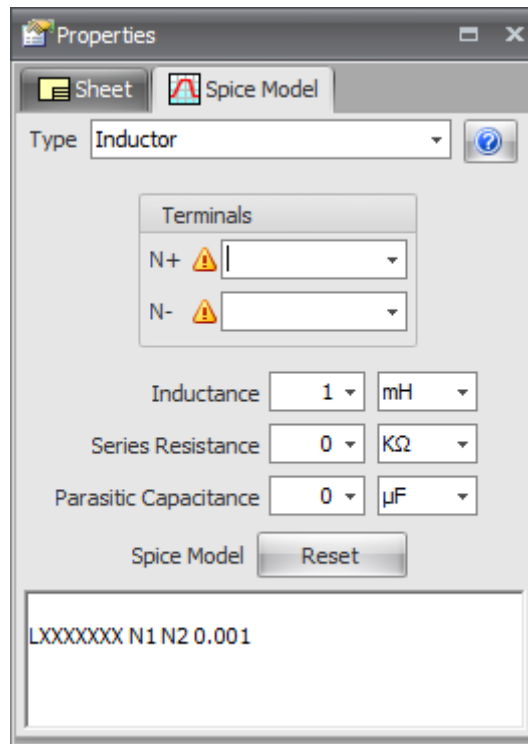 Properties
Sheet Spice Model
Type Inductor
Terminals
N+
N-
Inductance 1 mH
Series Resistance 0 KΩ
Parasitic Capacitance 0 µF
Spice Model Reset
LXXXXXXX N1 N2 0.001